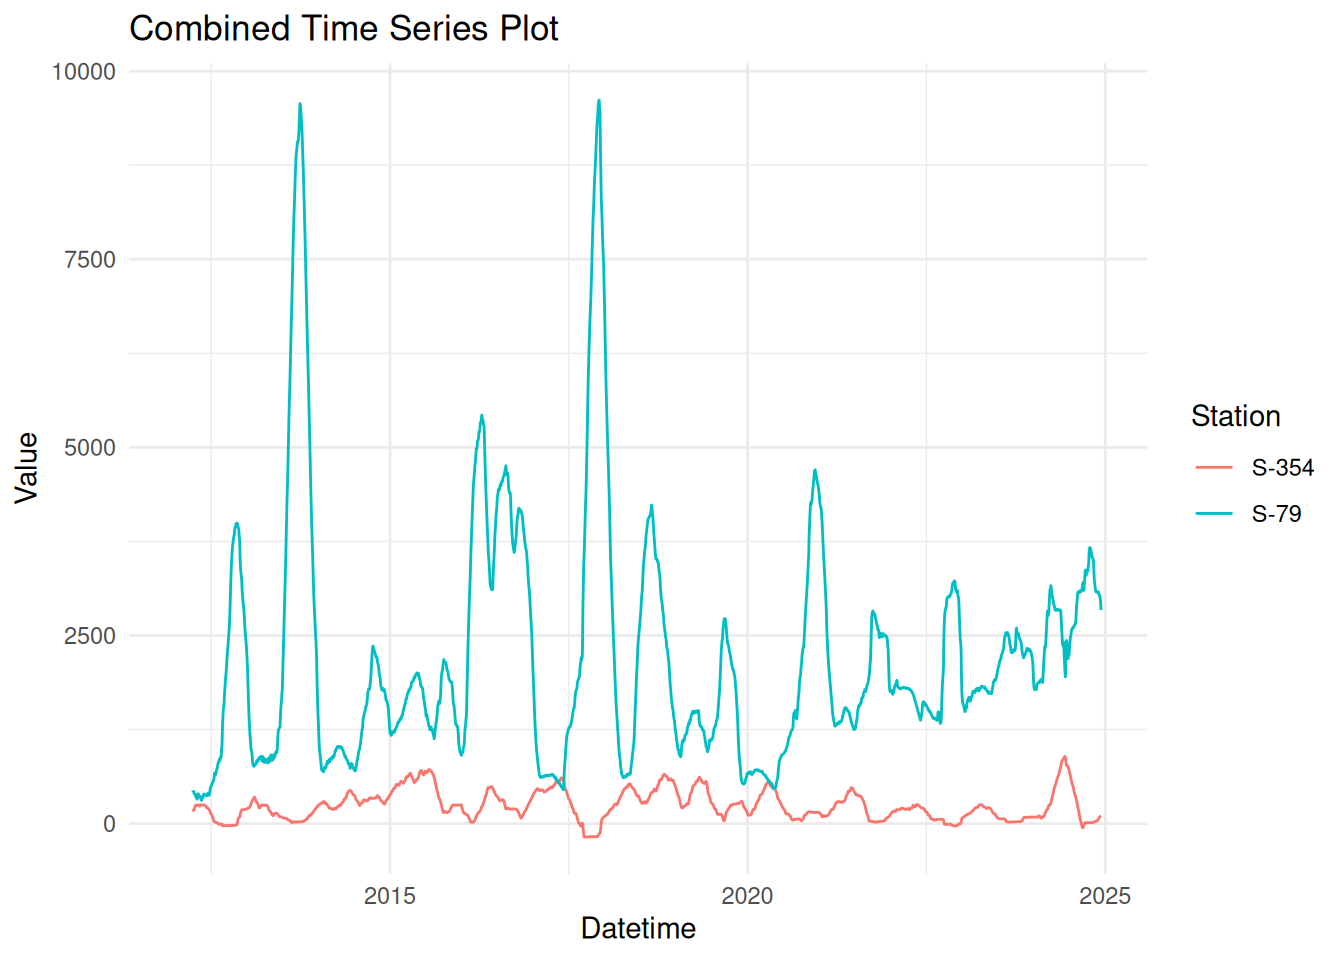 Combined Time Series Plot
10000
7500
5000
2500
0
Value
2015
2020
2025
Datetime
Station
S-354
S-79